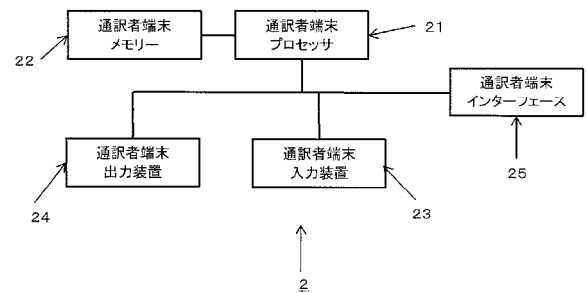 通訳者端末
メモリー
通訳者端末
プロセッサ
21
22
通訳者端末
インターフェース
通訳者端末
出力装置
通訳者端末
入力装置
25
24
23
2